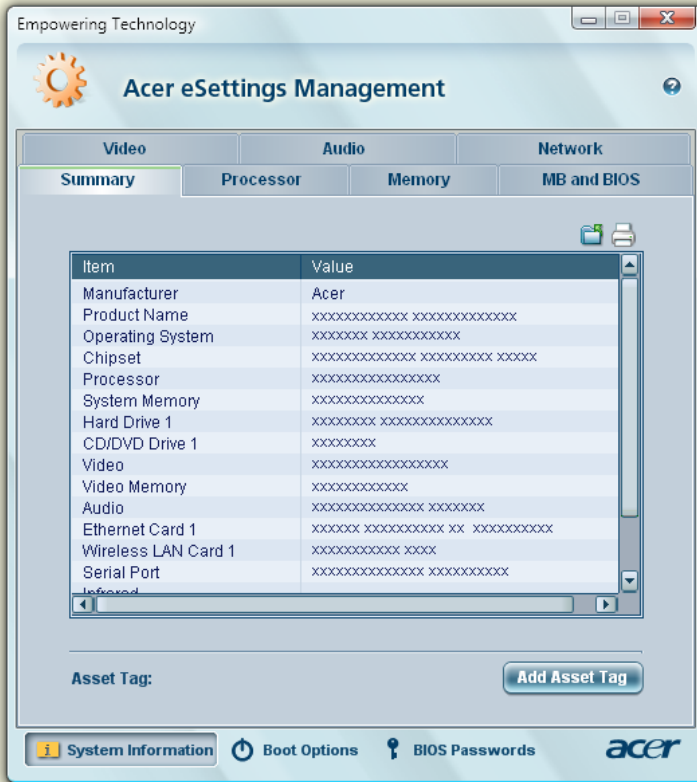 Empowering Technology
Acer eSettings Management
Video Audio Network
Summary Processor Memory MB and BIOS
Item Value
Manufacturer Acer
Product Name xxxxxxxxxxxx xxxxxxxxxxxxx
Operating System xxxxxxx xxxxxxxxxxx
Chipset xxxxxxxxxxxxx xxxxxxxxx xxxxx
Processor xxxxxxxxxxxxxxxx
System Memory xxxxxxxxxxxxxx
Hard Drive 1 xxxxxxxx xxxxxxxxxxxxxx
CD/DVD Drive 1 xxxxxxxx
Video xxxxxxxxxxxxxxxxx
Video Memory xxxxxxxxxxxx
Audio xxxxxxxxxxxxxx xxxxxxx
Ethernet Card 1 xxxxxx xxxxxxxxxx xx xxxxxxxxxx
Wireless LAN Card 1 xxxxxxxxxxx xxxx
Serial Port xxxxxxxxxxxxxx xxxxxxxxxx
Infrared
Asset Tag: Add Asset Tag
System Information Boot Options BIOS Passwords acer